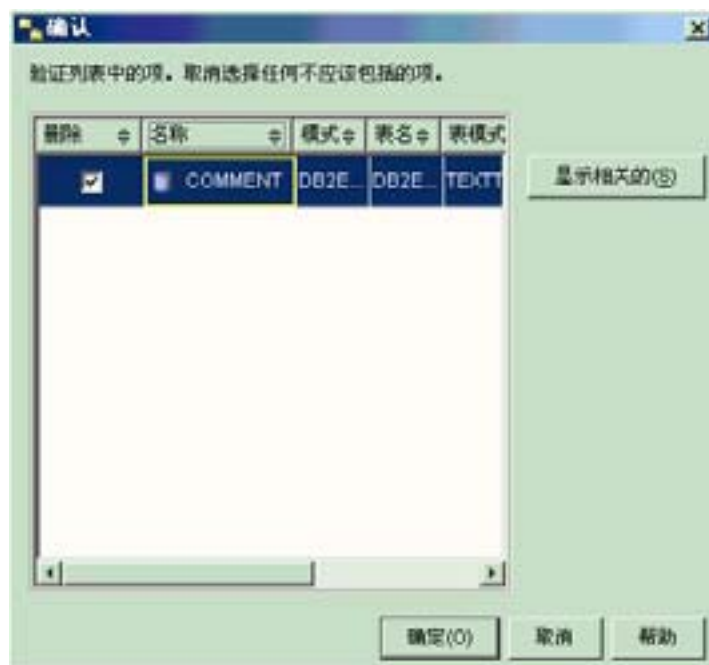 确认
验证列表中的项。取消选择任何不应该包括的项。
删除 名称 模式 表名 表模式
COMMENT DB2E... DB2E... TEXTT
显示相关的(S)
确定(O) 取消 帮助